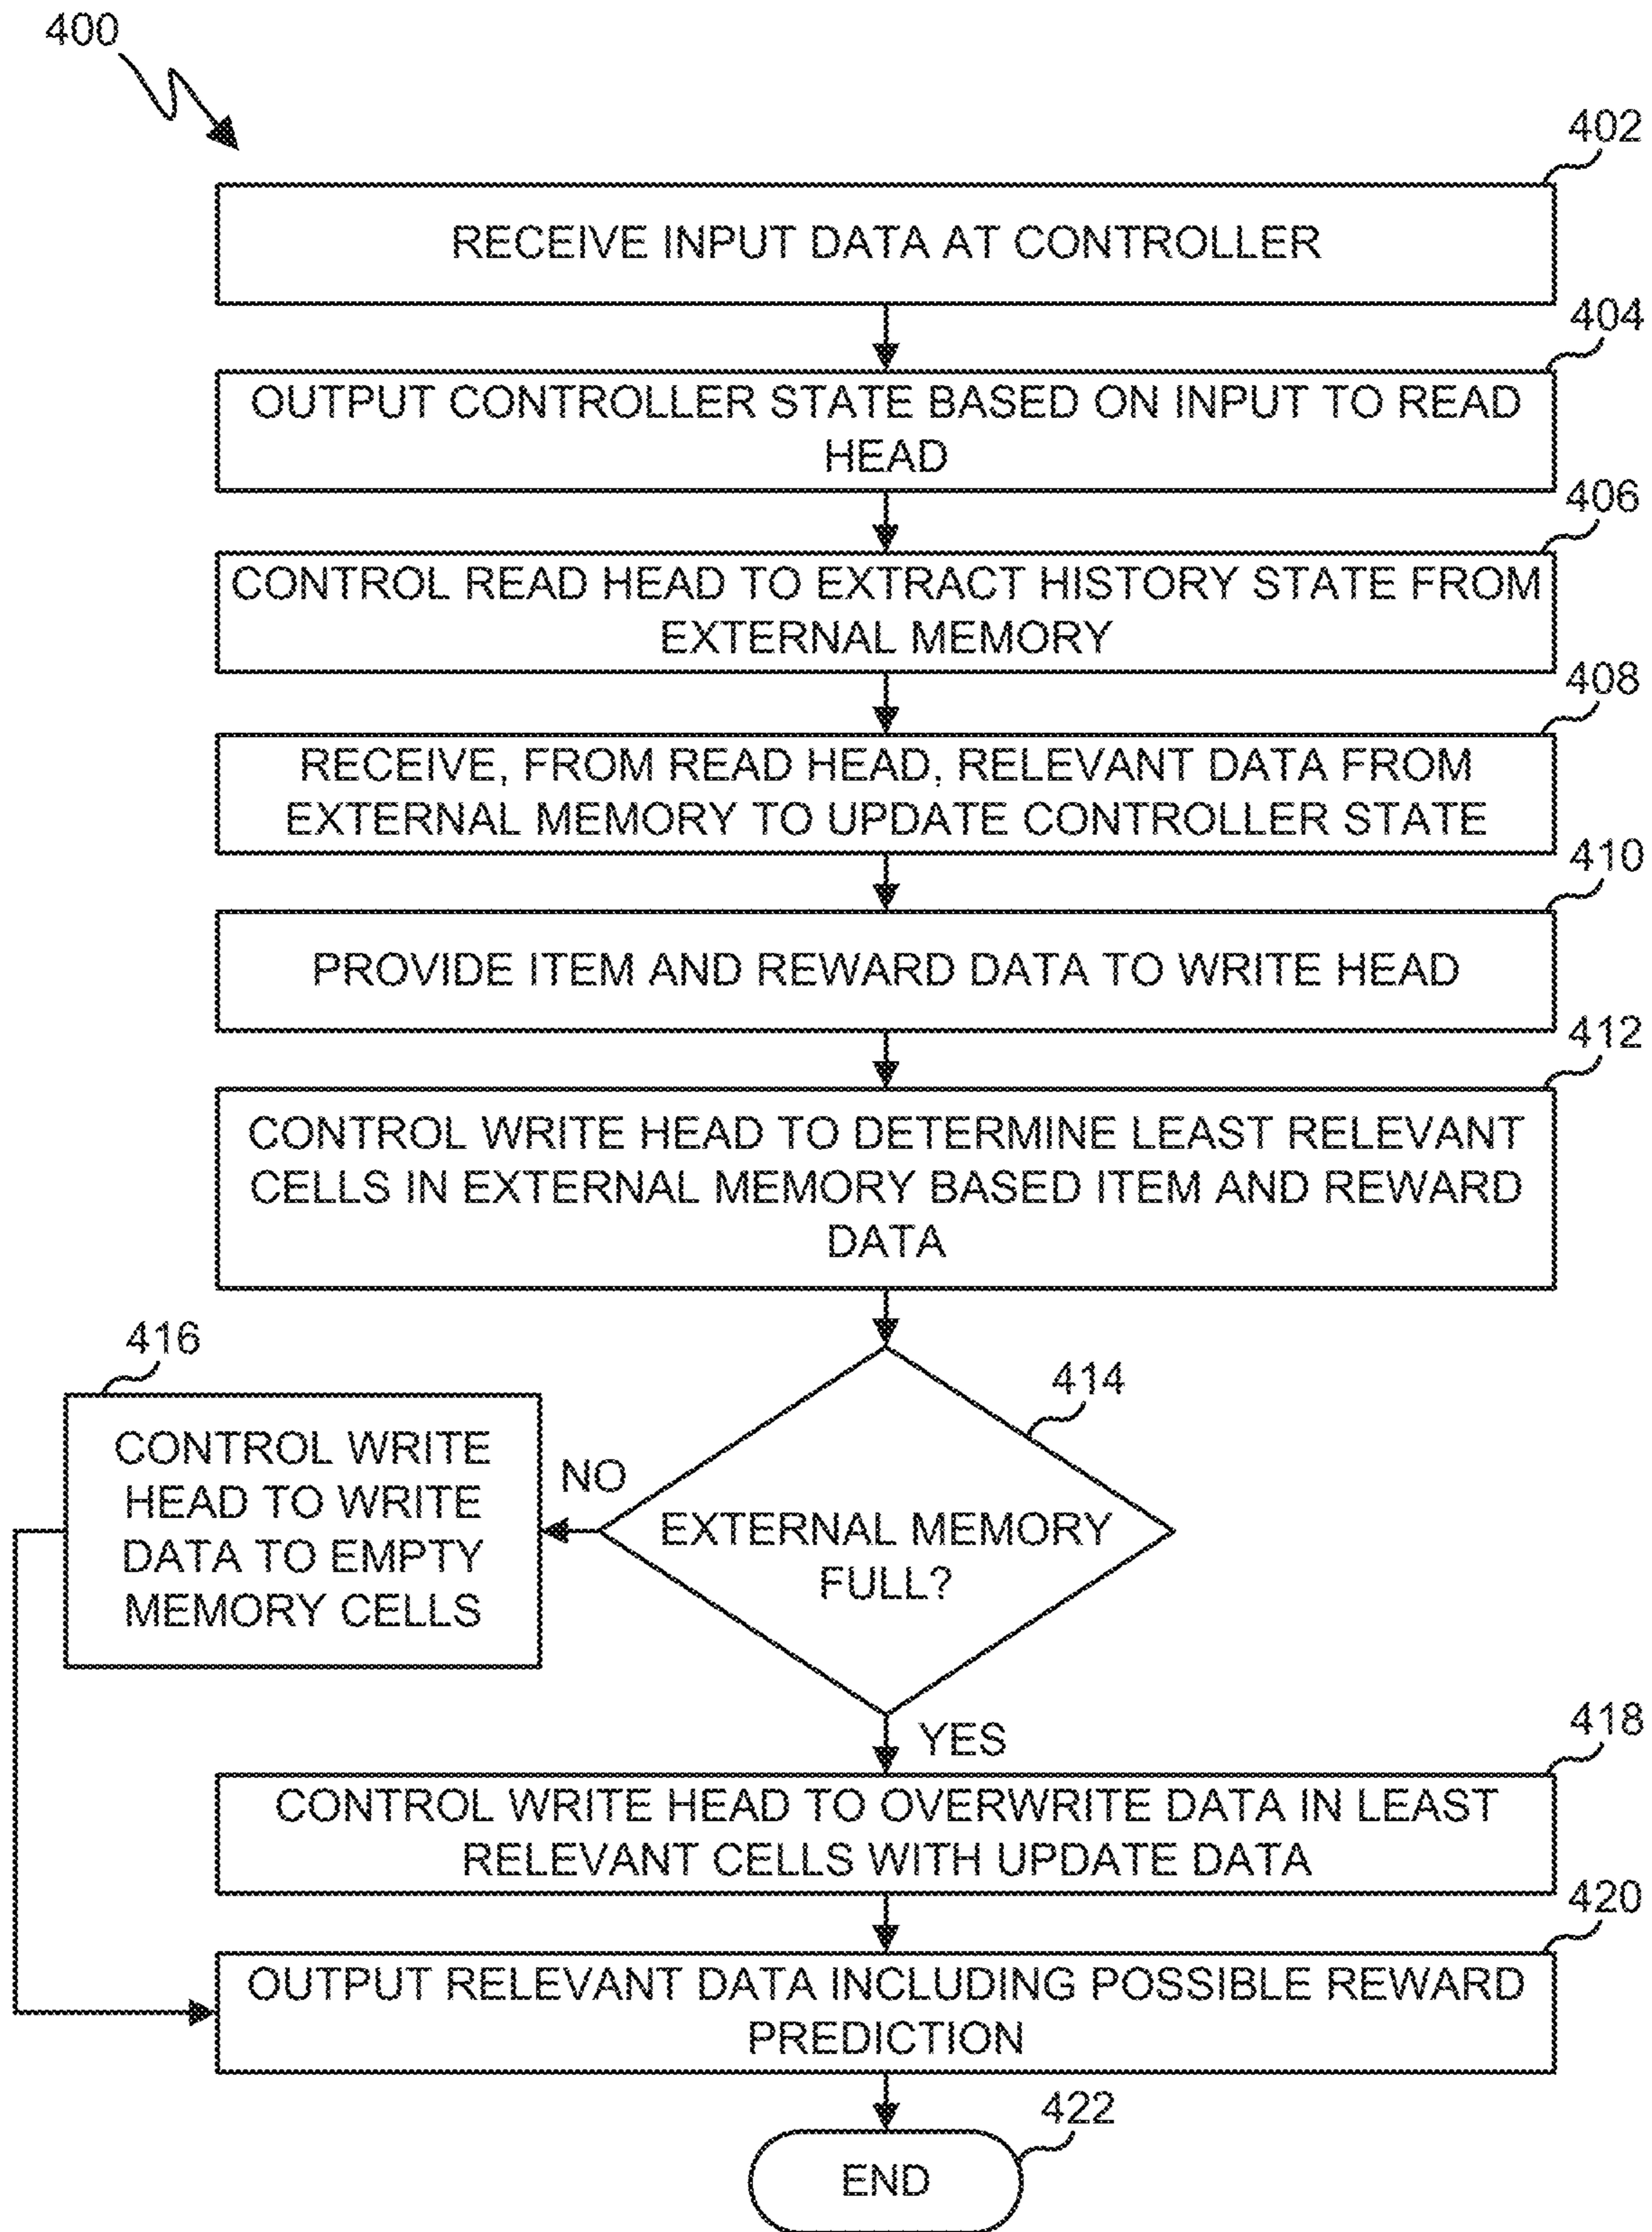 400
402
RECEIVE INPUT DATA AT CONTROLLER
404
OUTPUT CONTROLLER STATE BASED ON INPUT TO READ
HEAD
406
CONTROL READ HEAD TO EXTRACT HISTORY STATE FROM
EXTERNAL MEMORY
408
RECEIVE, FROM READ HEAD, RELEVANT DATA FROM
EXTERNAL MEMORY TO UPDATE CONTROLLER STATE
410
PROVIDE ITEM AND REWARD DATA TO WRITE HEAD
412
CONTROL WRITE HEAD TO DETERMINE LEAST RELEVANT
CELLS IN EXTERNAL MEMORY BASED ITEM AND REWARD
DATA
414
EXTERNAL MEMORY
FULL?
NO
416
CONTROL WRITE
HEAD TO WRITE
DATA TO EMPTY
MEMORY CELLS
YES
418
CONTROL WRITE HEAD TO OVERWRITE DATA IN LEAST
RELEVANT CELLS WITH UPDATE DATA
420
OUTPUT RELEVANT DATA INCLUDING POSSIBLE REWARD
PREDICTION
422
END